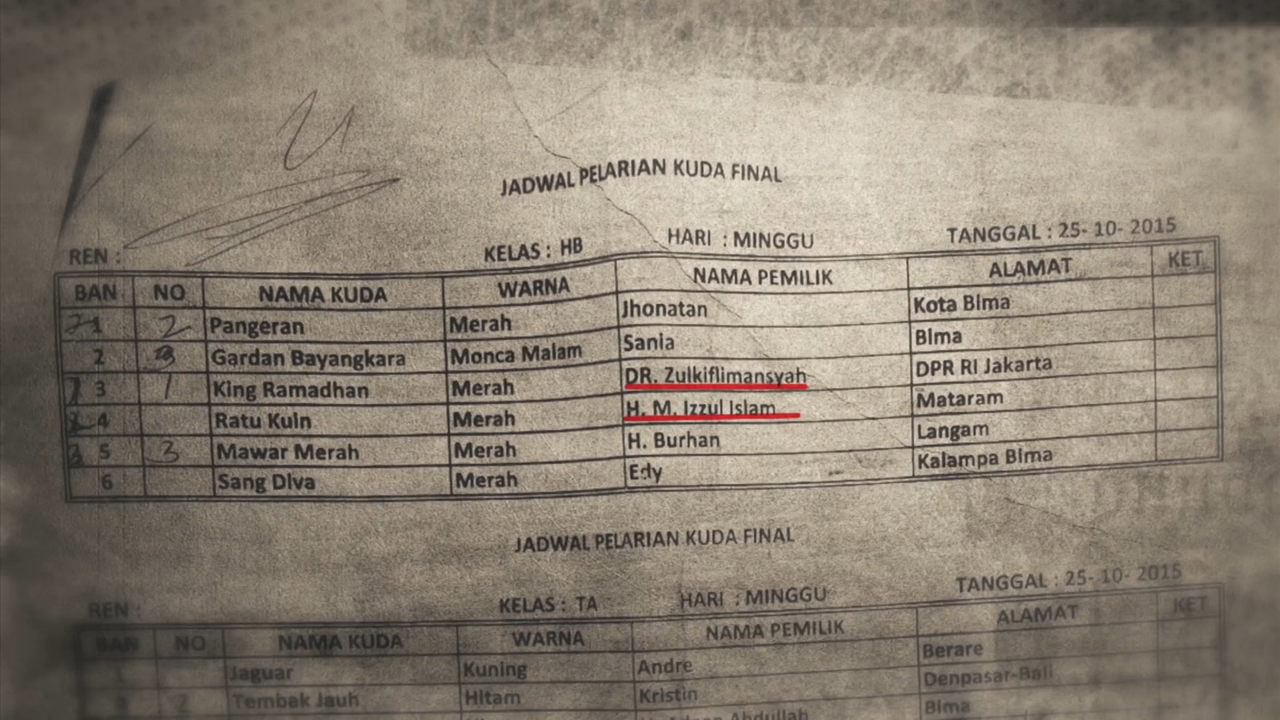 JADWAL PELARIAN KUDA FINAL
REN : KELAS : HB HARI : MINGGU TANGGAL : 25- 10- 2015
BAN NO NAMA KUDA WARNA NAMA PEMILIK ALAMAT KET
1 2 Pangeran Merah Jhonatan Kota Bima
2 3 Gardan Bayangkara Monca Malam Sania Bima
3 1 King Ramadhan Merah DR. Zulkiflimansyah DPR RI Jakarta
4 Ratu Kuin Merah H. M. Izzul Islam Mataram
5 3 Mawar Merah Merah H. Burhan Langam
6 Sang Diva Merah Edy Kalampa Bima
JADWAL PELARIAN KUDA FINAL
REN : KELAS : TA HARI : MINGGU TANGGAL : 25- 10- 2015
BAN NO NAMA KUDA WARNA NAMA PEMILIK ALAMAT KET
1 Jaguar Kuning Andre Berare
2 2 Tembak Jauh Hitam Kristin Denpasar-Bali
Abdullah Bima